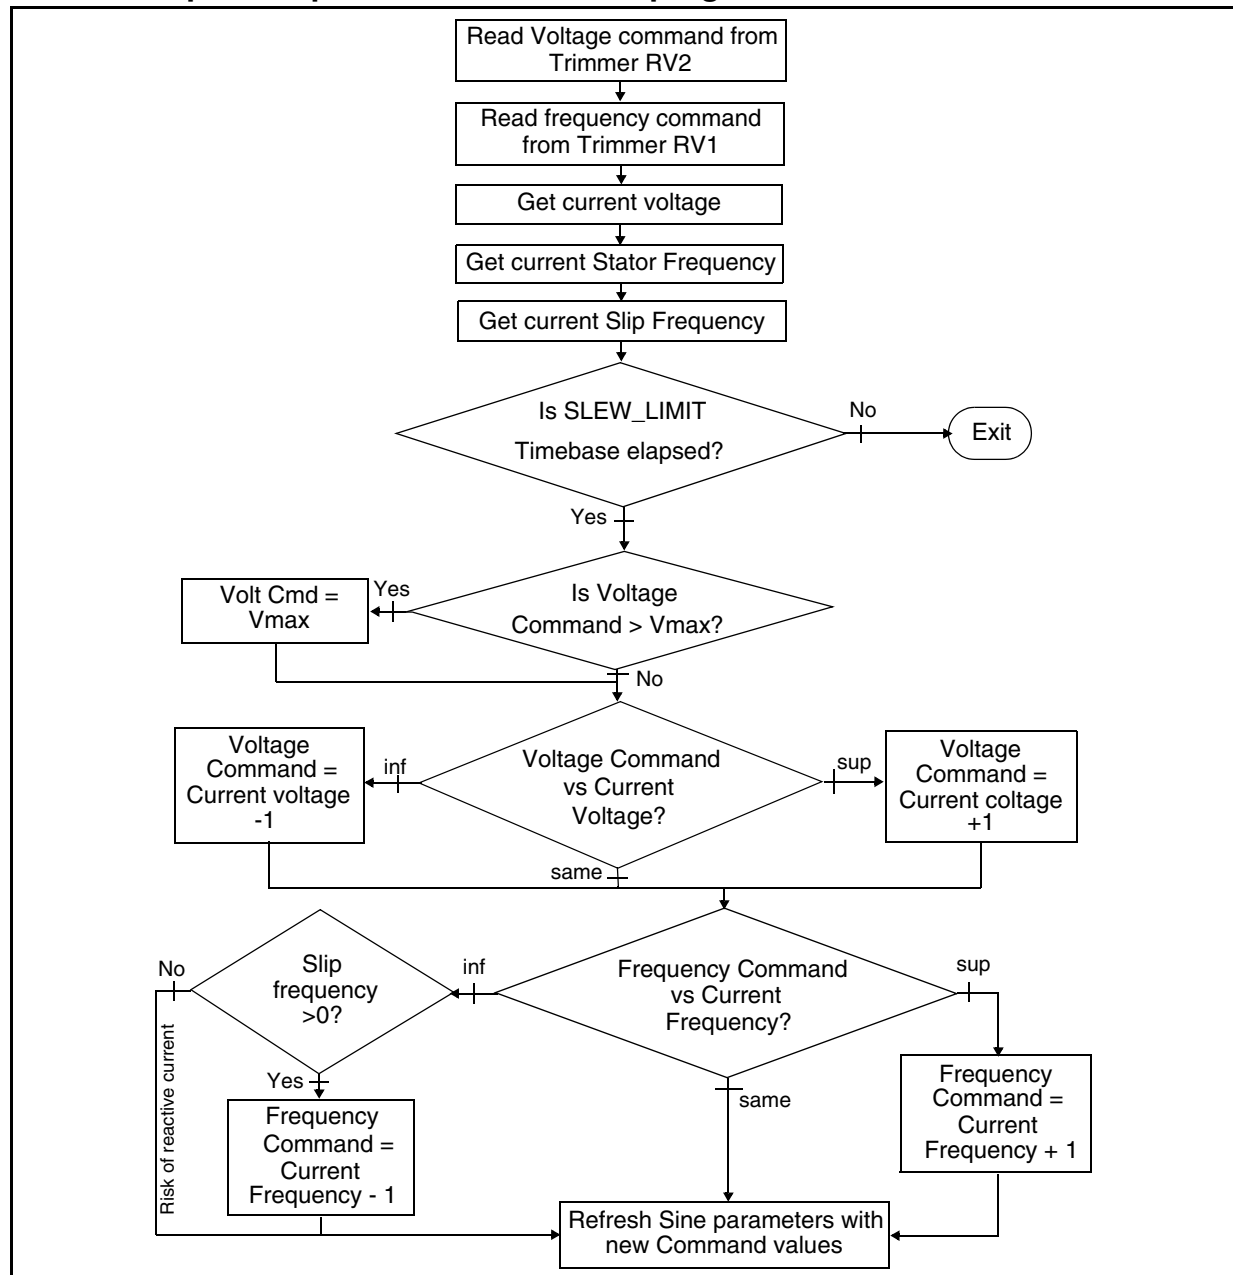 Read Voltage command from
Trimmer RV2
Read frequency command
from Trimmer RV1
Get current voltage
Get current Stator Frequency
Get current Slip Frequency
Is SLEW_LIMIT
Timebase elapsed?
No
Exit
Yes
Is Voltage
Command > Vmax?
Yes
Volt Cmd =
Vmax
No
Voltage Command
vs Current
Voltage?
inf
Voltage
Command =
Current voltage
-1
sup
Voltage
Command =
Current coltage
+1
same
Frequency Command
vs Current
Frequency?
inf
Slip
frequency
>0?
No
Risk of reactive current
Yes
Frequency
Command =
Current
Frequency - 1
same
sup
Frequency
Command =
Current
Frequency + 1
Refresh Sine parameters with
new Command values